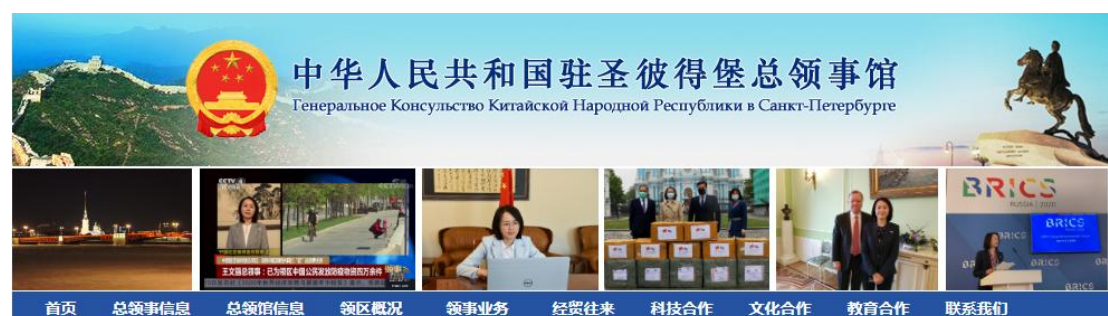 中华人民共和国驻圣彼得堡总领事馆
Генеральное Консульство Китайской Народной Республики в Санкт-Петербурге
CCTV 4
王文丽总领事：已为领区中国公民发放防疫物资四万余件
BRICS
RUSSIA 2020
BRICS
首页 总领事信息 总领馆信息 领区概况 领事业务 经贸往来 科技合作 文化合作 教育合作 联系我们